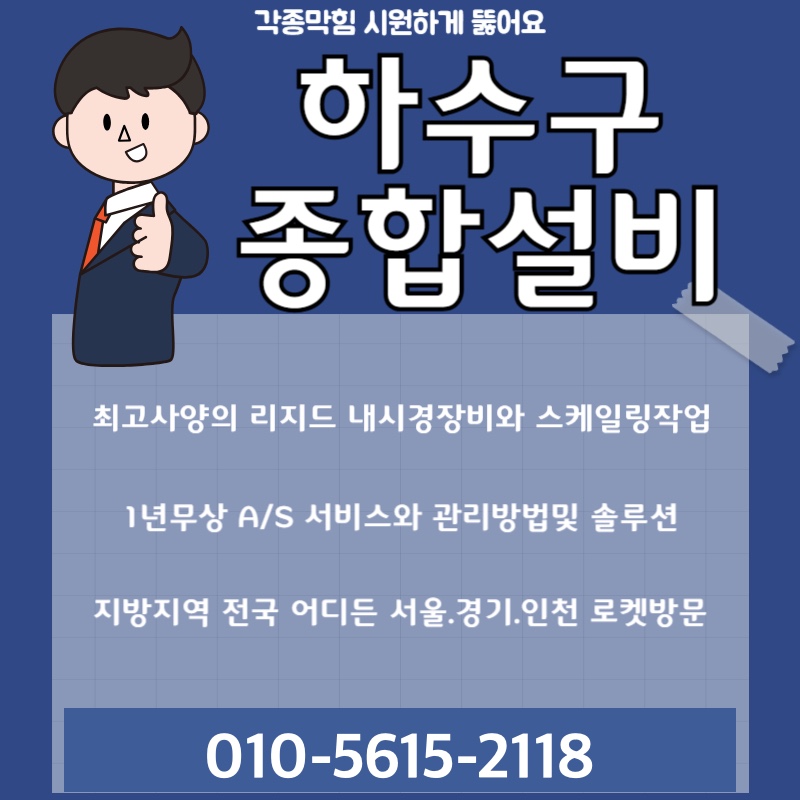 각종막힘 시원하게 뚫어요
하수구
종합설비
최고사양의 리지드 내시경장비와 스케일링작업
1년무상 A/S 서비스와 관리방법및 솔루션
지방지역 전국 어디든 서울.경기.인천 로켓방문
010-5615-2118